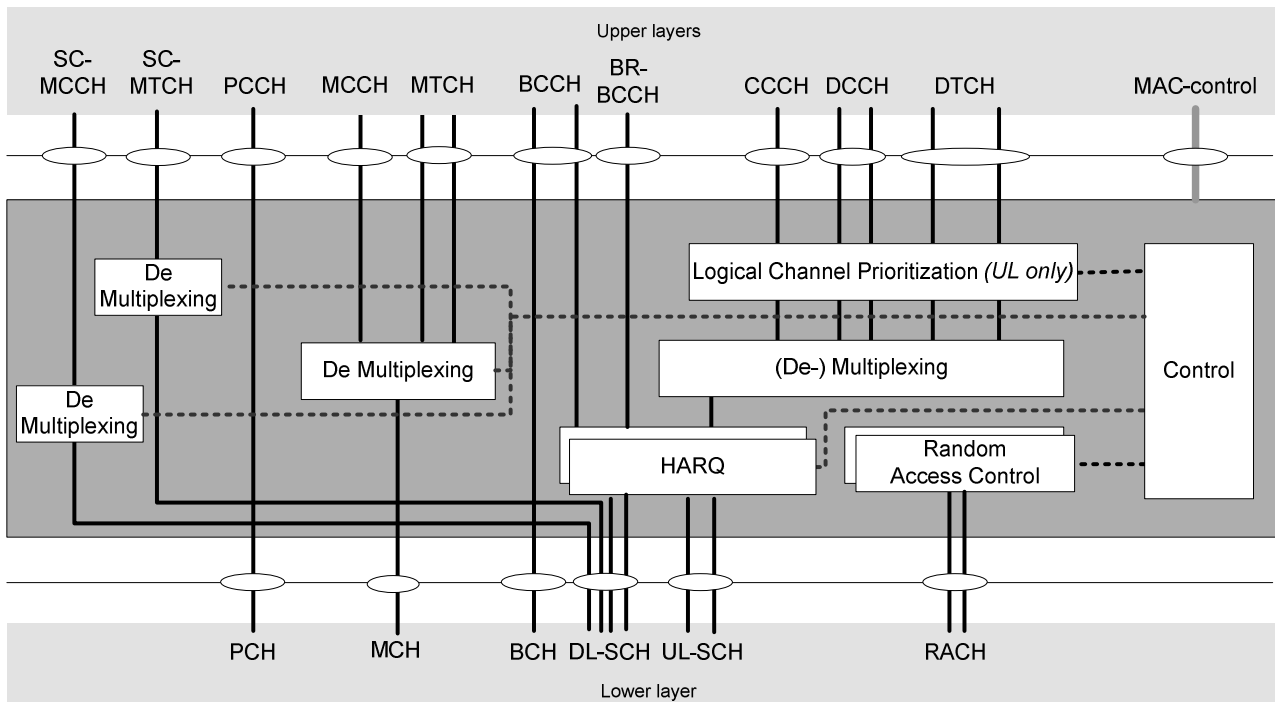 Upper layers
SC-
MCCH
SC-
MTCH
PCCH
MCCH
MTCH
BCCH
BR-
BCCH
CCCH
DCCH
DTCH
MAC-control
De
Multiplexing
Logical Channel Prioritization (UL only)
De Multiplexing
(De-) Multiplexing
Control
De
Multiplexing
HARQ
Random
Access Control
PCH
MCH
BCH
DL-SCH
UL-SCH
RACH
Lower layer